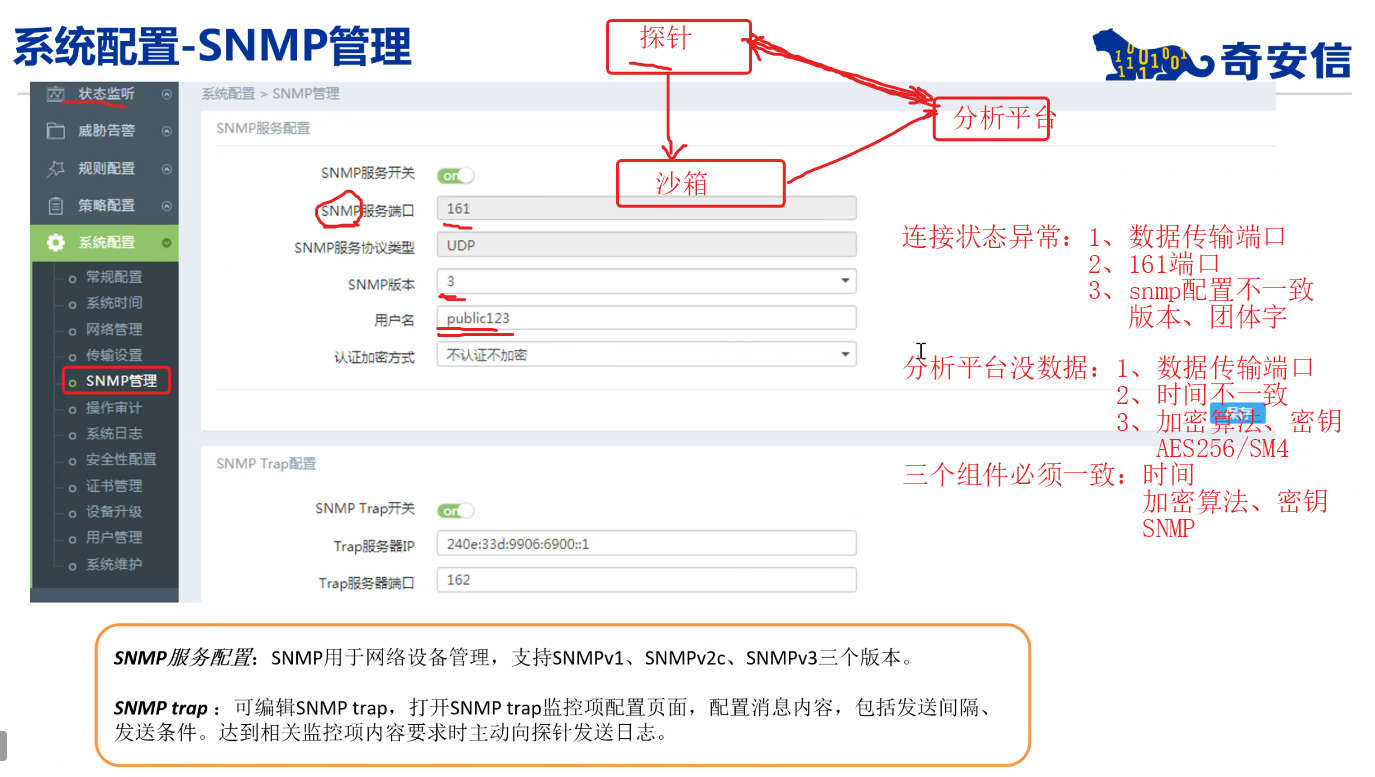 系统配置-SNMP管理
奇安信
探针
分析平台
沙箱
状态监听
威胁告警
规则配置
策略配置
系统配置
常规配置
系统时间
网络管理
传输设置
SNMP管理
操作审计
系统日志
安全性配置
证书管理
设备升级
用户管理
系统维护
系统配置 > SNMP管理
SNMP服务配置
SNMP服务开关 on
SNMP服务端口 161
SNMP服务协议类型 UDP
SNMP版本 3
用户名 public123
认证加密方式 不认证不加密
保存
SNMP Trap配置
SNMP Trap开关 on
Trap服务器IP 240e:33d:9906:6900::1
Trap服务器端口 162
连接状态异常：1、数据传输端口
2、161端口
3、snmp配置不一致
版本、团体字
分析平台没数据：1、数据传输端口
2、时间不一致
3、加密算法、密钥
AES256/SM4
三个组件必须一致：时间
加密算法、密钥
SNMP
SNMP服务配置：SNMP用于网络设备管理，支持SNMPv1、SNMPv2c、SNMPv3三个版本。
SNMP trap ：可编辑SNMP trap，打开SNMP trap监控项配置页面，配置消息内容，包括发送间隔、
发送条件。达到相关监控项内容要求时主动向探针发送日志。